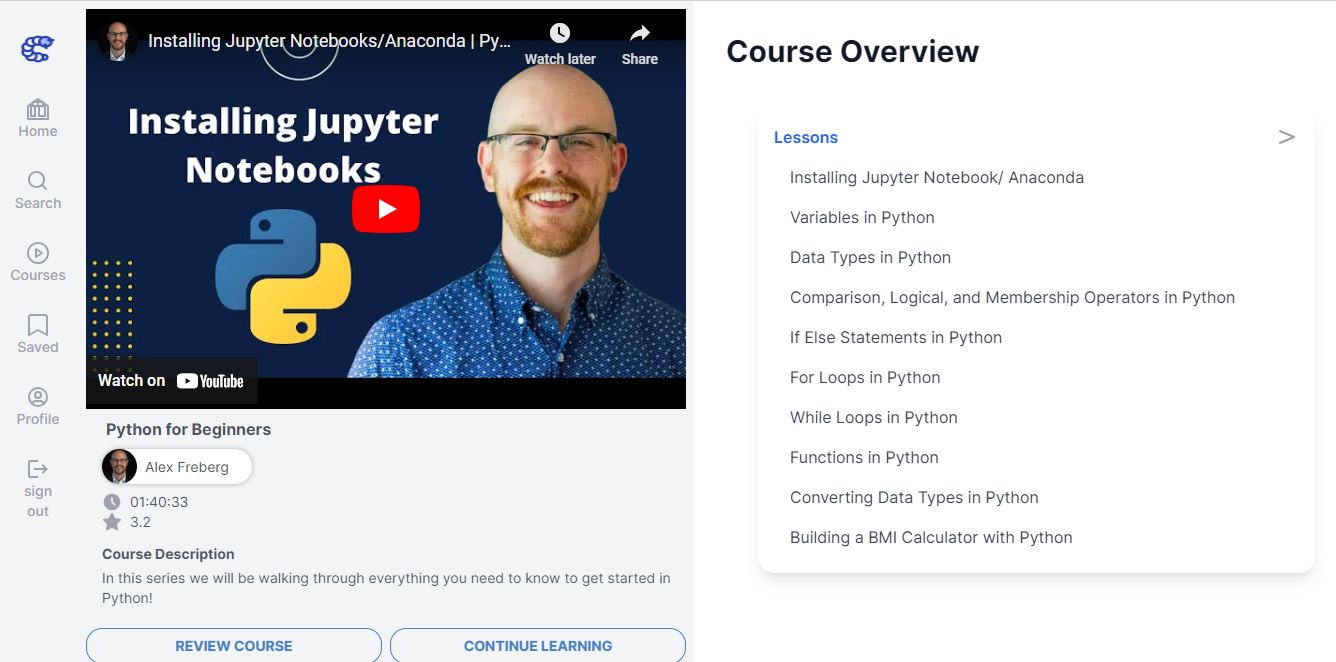 Home
Search
Courses
Saved
Profile
sign
out
Installing Jupyter Notebooks/Anaconda | Py...
Watch later
Share
Installing Jupyter
Notebooks
Watch on YouTube
Python for Beginners
Alex Freberg
01:40:33
3.2
Course Description
In this series we will be walking through everything you need to know to get started in
Python!
REVIEW COURSE
CONTINUE LEARNING
Course Overview
Lessons >
Installing Jupyter Notebook/ Anaconda
Variables in Python
Data Types in Python
Comparison, Logical, and Membership Operators in Python
If Else Statements in Python
For Loops in Python
While Loops in Python
Functions in Python
Converting Data Types in Python
Building a BMI Calculator with Python